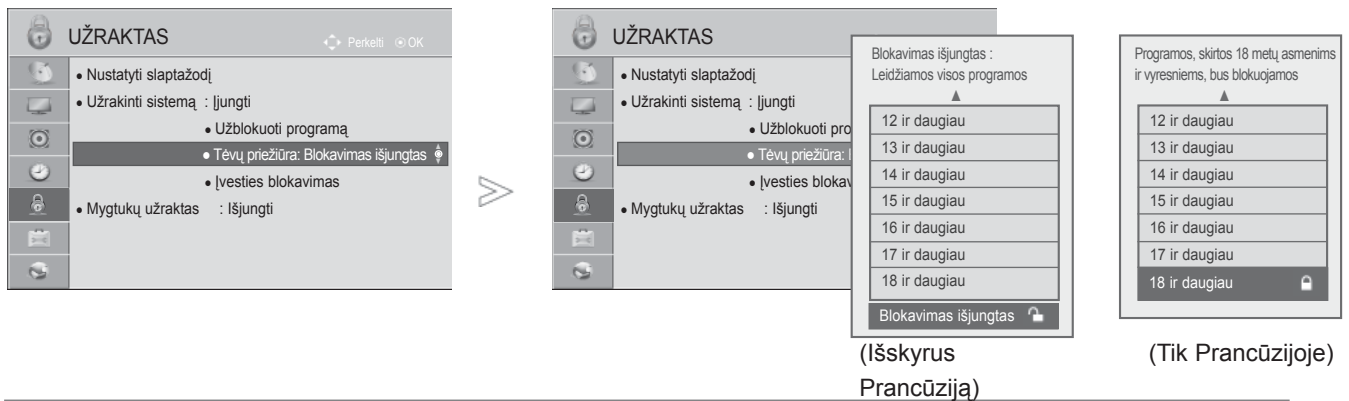 UŽRAKTAS
Perkelti OK
• Nustatyti slaptažodį
• Užrakinti sistemą : Įjungti
• Užblokuoti programą
• Tėvų priežiūra: Blokavimas išjungtas
• Įvesties blokavimas
• Mygtukų užraktas : Išjungti
UŽRAKTAS
• Nustatyti slaptažodį
• Užrakinti sistemą : Įjungti
• Užblokuoti pro
• Tėvų priežiūra:
• Įvesties blokav
• Mygtukų užraktas : Išjungti
Blokavimas išjungtas :
Leidžiamos visos programos
12 ir daugiau
13 ir daugiau
14 ir daugiau
15 ir daugiau
16 ir daugiau
17 ir daugiau
18 ir daugiau
Blokavimas išjungtas
(Išskyrus
Prancūziją)
Programos, skirtos 18 metų asmenims
ir vyresniems, bus blokuojamos
12 ir daugiau
13 ir daugiau
14 ir daugiau
15 ir daugiau
16 ir daugiau
17 ir daugiau
18 ir daugiau
(Tik Prancūzijoje)